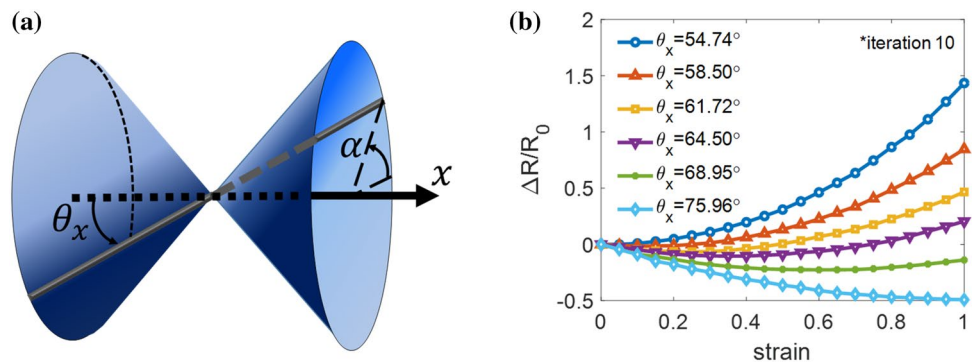 (a)
θx
α
x
(b)
ΔR/R0
1.5
1
0.5
0
-0.5
θx=54.74°
θx=58.50°
θx=61.72°
θx=64.50°
θx=68.95°
θx=75.96°
*iteration 10
0 0.2 0.4 0.6 0.8 1
strain